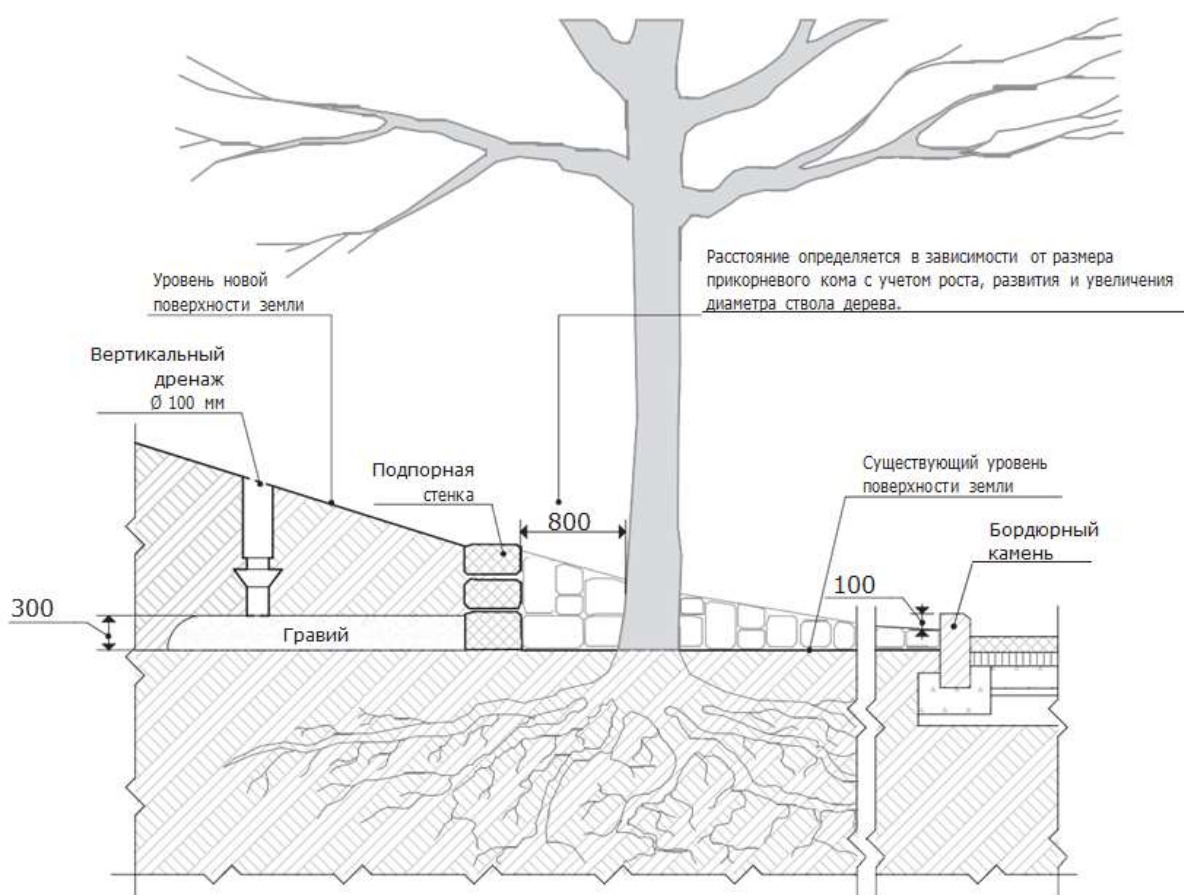 Расстояние определяется в зависимости от размера
прикорневого кома с учетом роста, развития и увеличения
диаметра ствола дерева.
Уровень новой
поверхности земли
Вертикальный
дренаж
Ø 100 мм
Подпорная
стенка
Существующий уровень
поверхности земли
Бордюрный
камень
800
100
300
Гравий